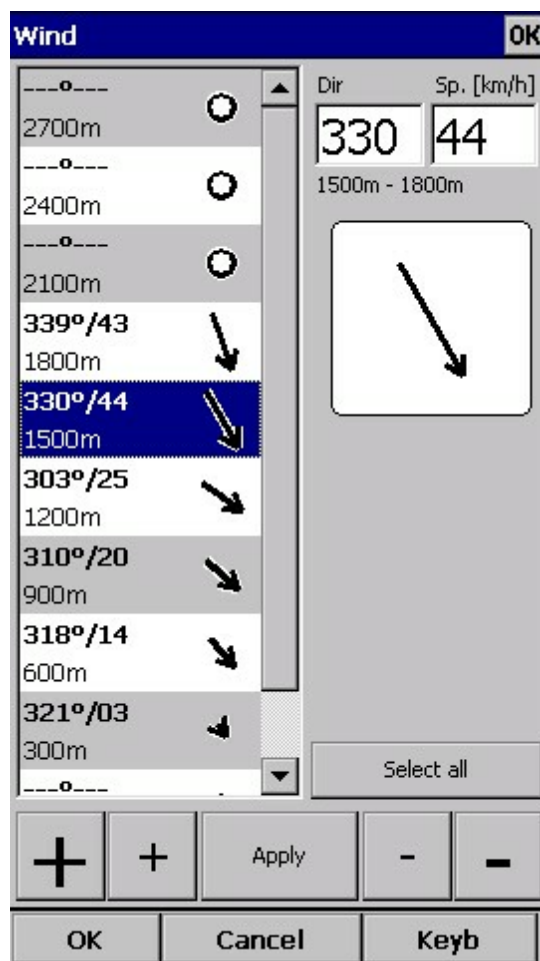 Wind
OK
---º---
2700m
---º---
2400m
---º---
2100m
339º/43
1800m
330º/44
1500m
303º/25
1200m
310º/20
900m
318º/14
600m
321º/03
300m
---º---
Dir
Sp. [km/h]
330
44
1500m - 1800m
Select all
+
+
Apply
-
-
OK
Cancel
Keyb